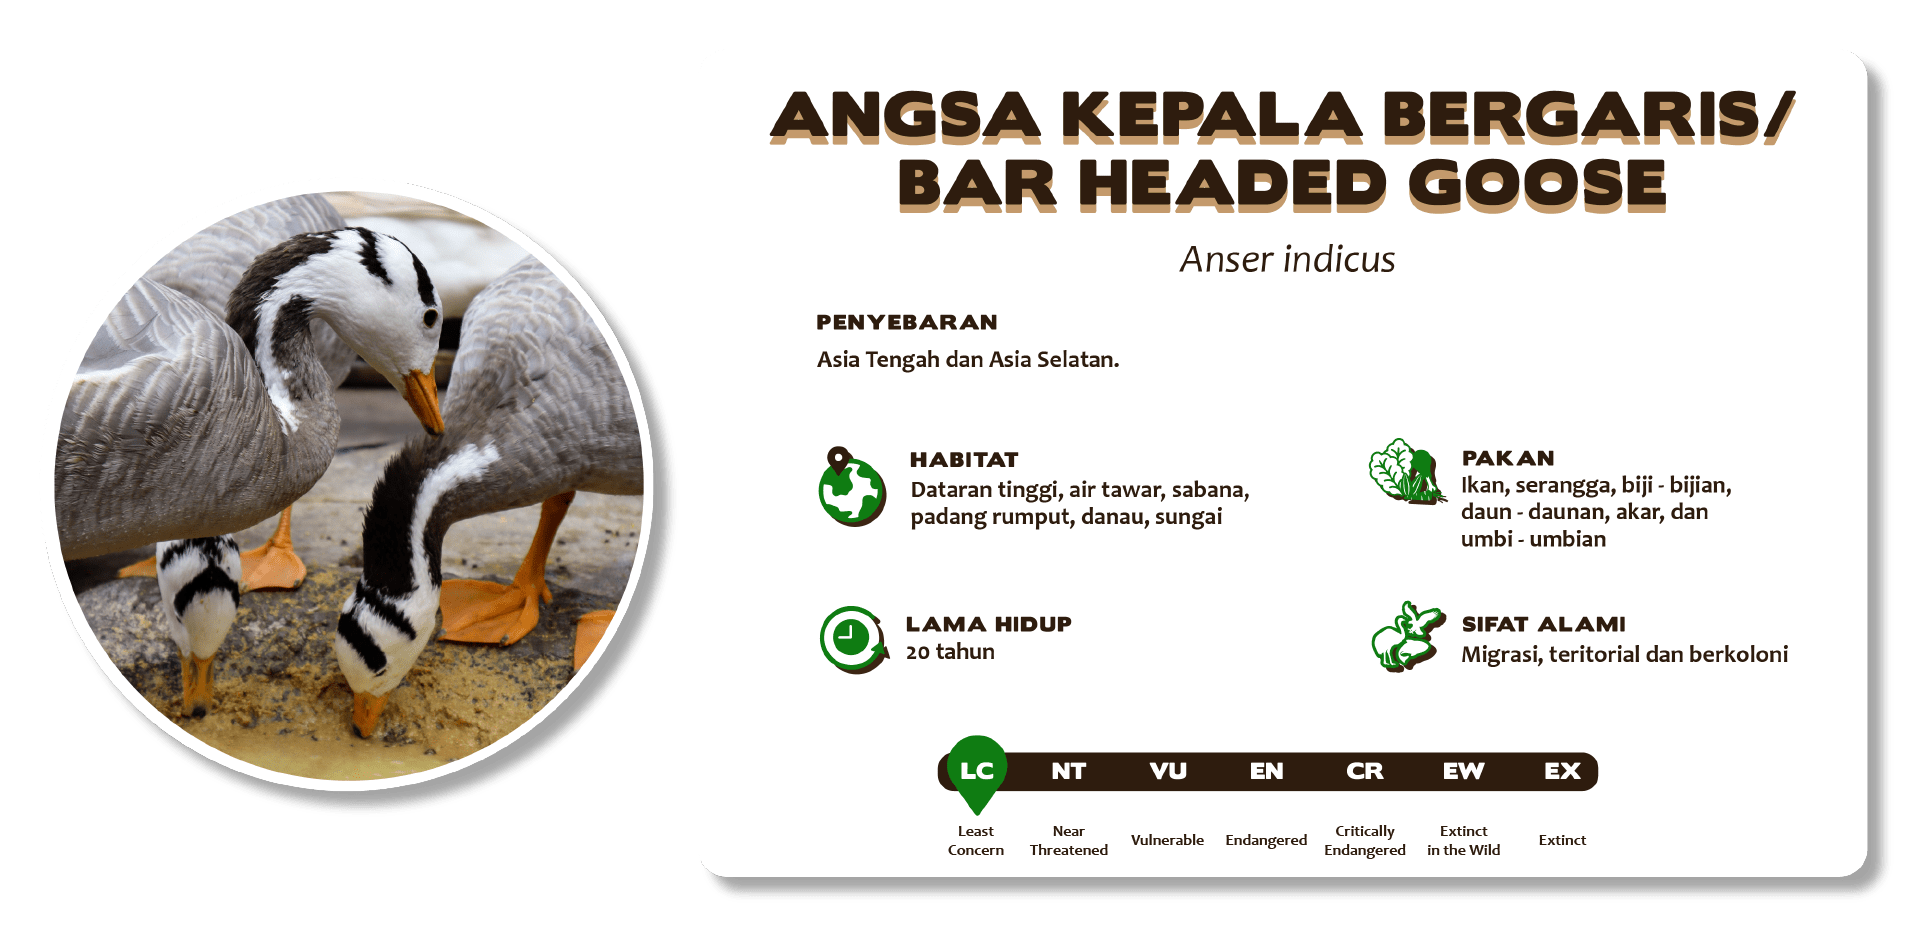 ANGSA KEPALA BERGARIS/
BAR HEADED GOOSE
Anser indicus
PENYEBARAN
Asia Tengah dan Asia Selatan.
HABITAT
Dataran tinggi, air tawar, sabana,
padang rumput, danau, sungai
PAKAN
Ikan, serangga, biji - bijian,
daun - daunan, akar, dan
umbi - umbian
LAMA HIDUP
20 tahun
SIFAT ALAMI
Migrasi, teritorial dan berkoloni
LC NT VU EN CR EW EX
Least Concern
Near Threatened
Vulnerable
Endangered
Critically Endangered
Extinct in the Wild
Extinct